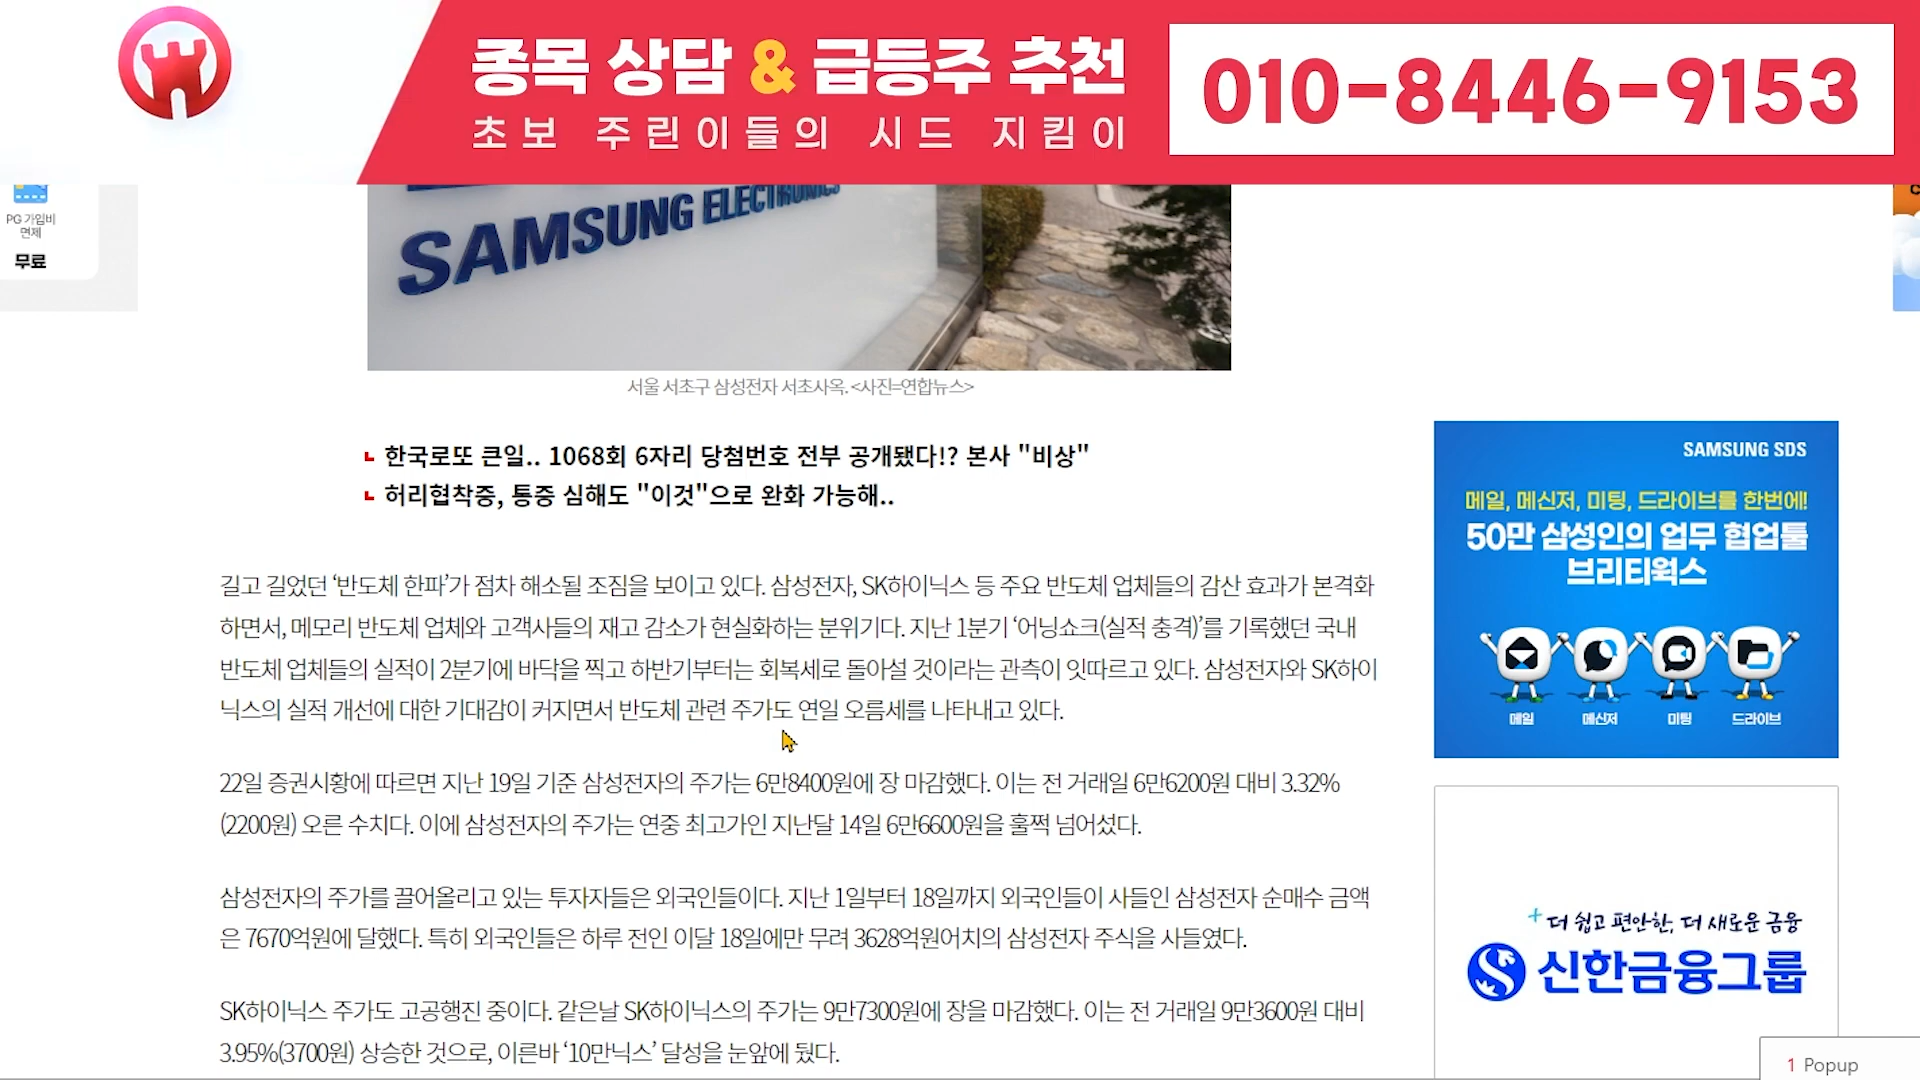 종목 상담 & 급등주 추천
초보 주린이들의 시드 지킴이
010-8446-9153
PG 가입비
면제
무료
SAMSUNG ELECTRONICS
서울 서초구 삼성전자 서초사옥. <사진=연합뉴스>
한국로또 큰일.. 1068회 6자리 당첨번호 전부 공개됐다!? 본사 "비상"
허리협착증, 통증 심해도 "이것"으로 완화 가능해..
길고 길었던 ‘반도체 한파’가 점차 해소될 조짐을 보이고 있다. 삼성전자, SK하이닉스 등 주요 반도체 업체들의 감산 효과가 본격화
하면서, 메모리 반도체 업체와 고객사들의 재고 감소가 현실화하는 분위기다. 지난 1분기 ‘어닝쇼크(실적 충격)’를 기록했던 국내
반도체 업체들의 실적이 2분기에 바닥을 찍고 하반기부터는 회복세로 돌아설 것이라는 관측이 잇따르고 있다. 삼성전자와 SK하이
닉스의 실적 개선에 대한 기대감이 커지면서 반도체 관련 주가도 연일 오름세를 나타내고 있다.
22일 증권시황에 따르면 지난 19일 기준 삼성전자의 주가는 6만8400원에 장 마감했다. 이는 전 거래일 6만6200원 대비 3.32%
(2200원) 오른 수치다. 이에 삼성전자의 주가는 연중 최고가인 지난달 14일 6만6600원을 훌쩍 넘어섰다.
삼성전자의 주가를 끌어올리고 있는 투자자들은 외국인들이다. 지난 1일부터 18일까지 외국인들이 사들인 삼성전자 순매수 금액
은 7670억원에 달했다. 특히 외국인들은 하루 전인 이달 18일에만 무려 3628억원어치의 삼성전자 주식을 사들였다.
SK하이닉스 주가도 고공행진 중이다. 같은날 SK하이닉스의 주가는 9만7300원에 장을 마감했다. 이는 전 거래일 9만3600원 대비
3.95%(3700원) 상승한 것으로, 이른바 ‘10만닉스’ 달성을 눈앞에 뒀다.
SAMSUNG SDS
메일, 메신저, 미팅, 드라이브를 한번에!
50만 삼성인의 업무 협업툴
브리티웍스
메일 메신저 미팅 드라이브
더 쉽고 편안한, 더 새로운 금융
신한금융그룹
1 Popup